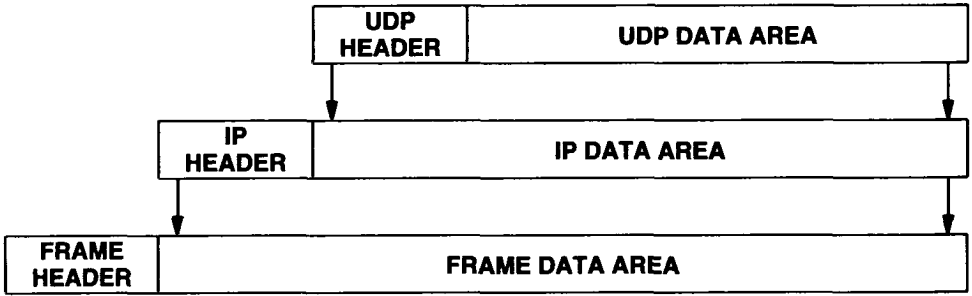 UDP
HEADER
UDP DATA AREA
IP
HEADER
IP DATA AREA
FRAME
HEADER
FRAME DATA AREA